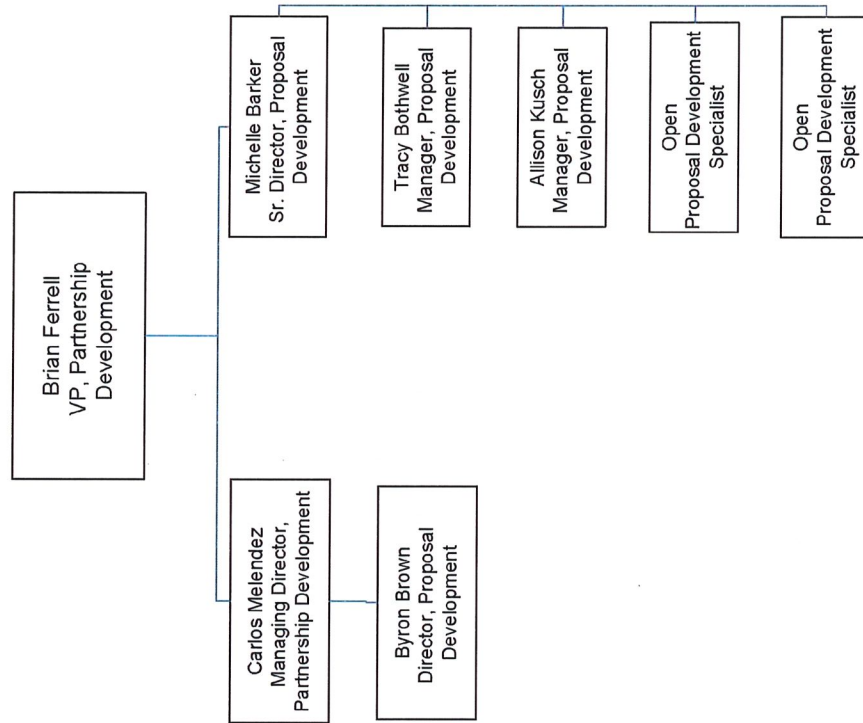 Brian Ferrell
VP, Partnership
Development
Carlos Melendez
Managing Director,
Partnership Development
Byron Brown
Director, Proposal
Development
Michelle Barker
Sr. Director, Proposal
Development
Tracy Bothwell
Manager, Proposal
Development
Allison Kusch
Manager, Proposal
Development
Open
Proposal Development
Specialist
Open
Proposal Development
Specialist